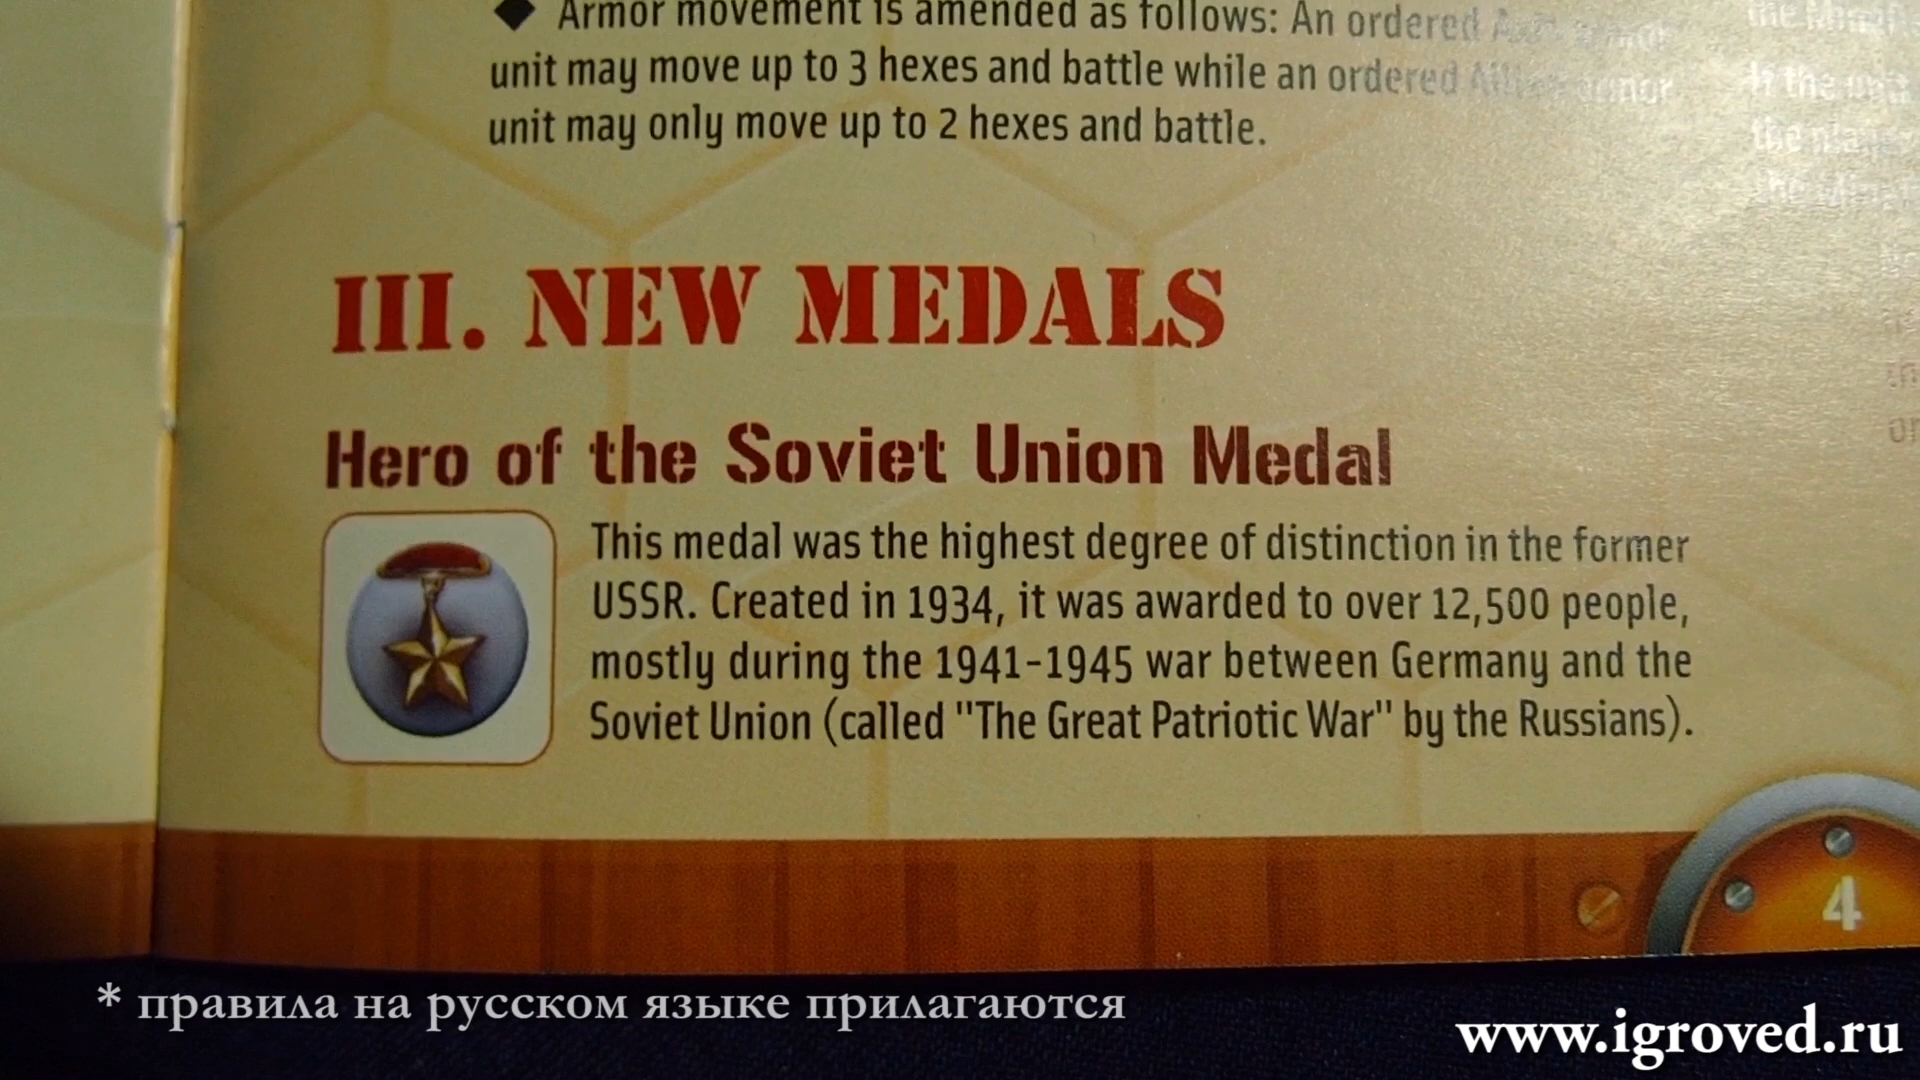 ◆ Armor movement is amended as follows: An ordered
unit may move up to 3 hexes and battle while an ordered
unit may only move up to 2 hexes and battle.
III. NEW MEDALS
Hero of the Soviet Union Medal
This medal was the highest degree of distinction in the former
USSR. Created in 1934, it was awarded to over 12,500 people,
mostly during the 1941-1945 war between Germany and the
Soviet Union (called "The Great Patriotic War" by the Russians).
4
* правила на русском языке прилагаются
www.igroved.ru